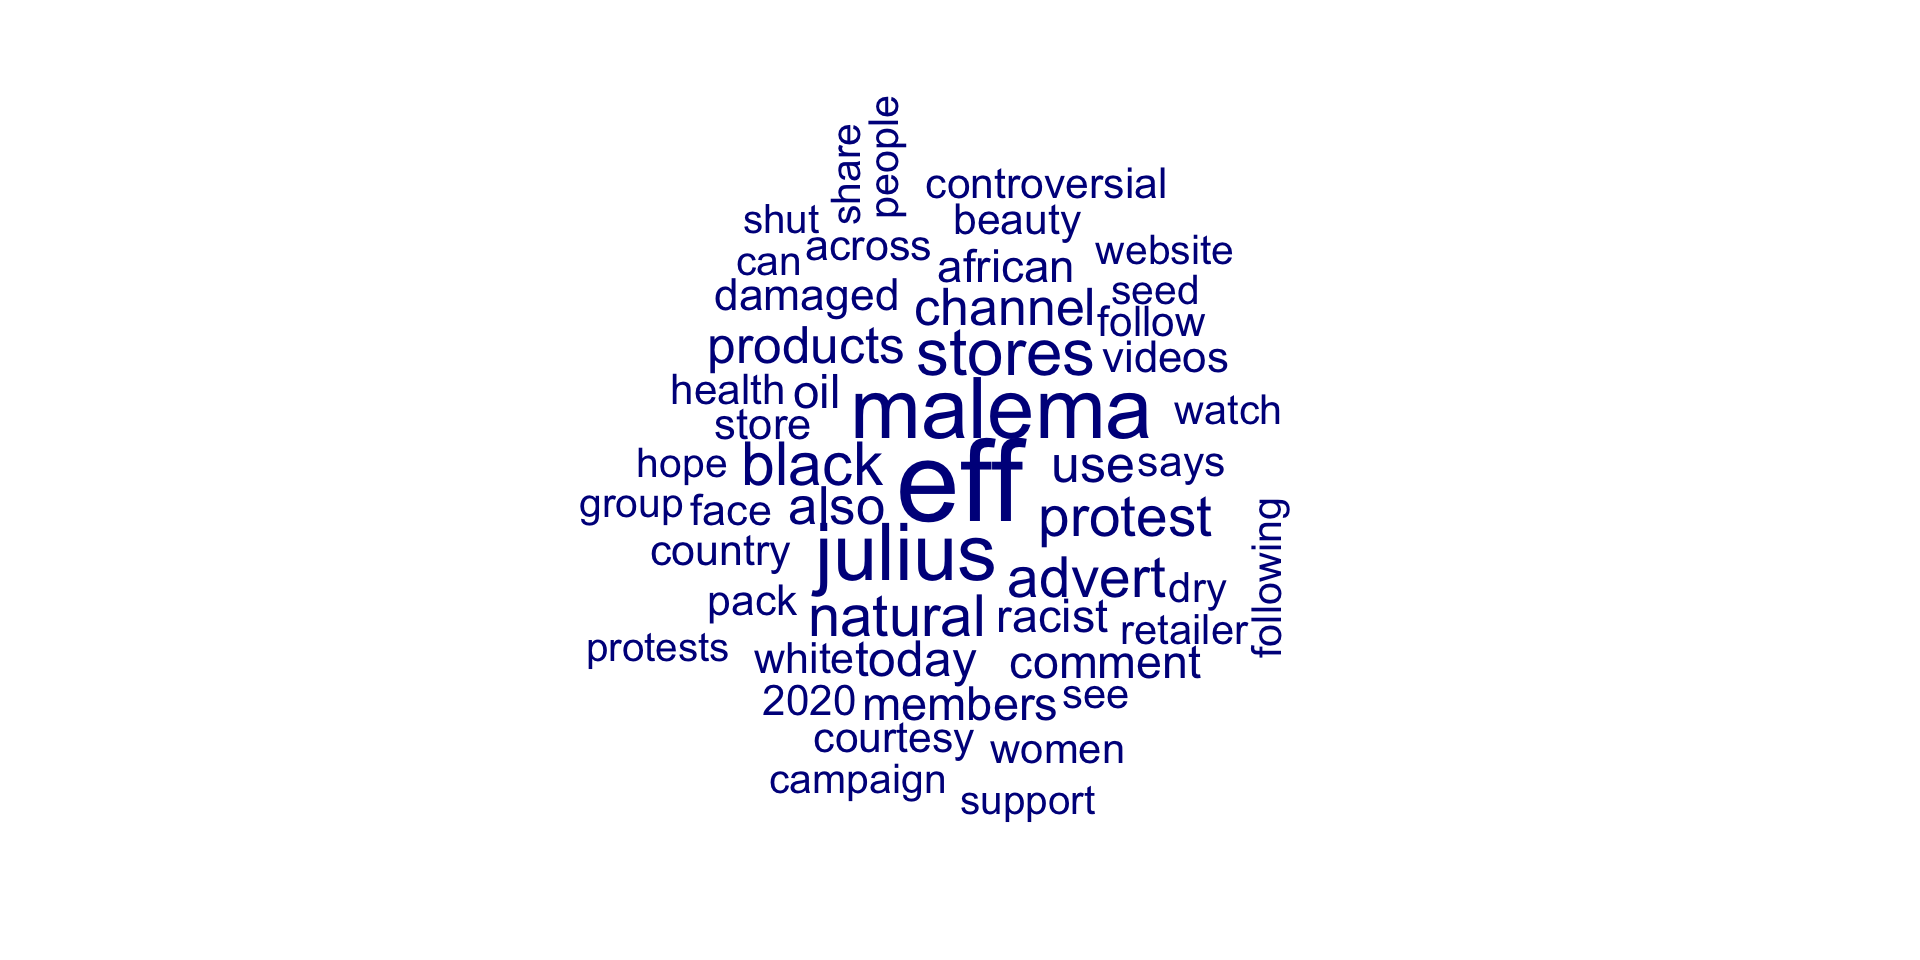 people
share
controversial
shut
beauty
across
website
can
african
damaged
seed
channel
follow
products
stores
videos
health
oil
malema
watch
store
hope
black
eff
use
says
group
face
also
protest
following
country
julius
advert
dry
pack
natural
racist
retailer
protests
white
today
comment
2020
members
see
courtesy
women
campaign
support